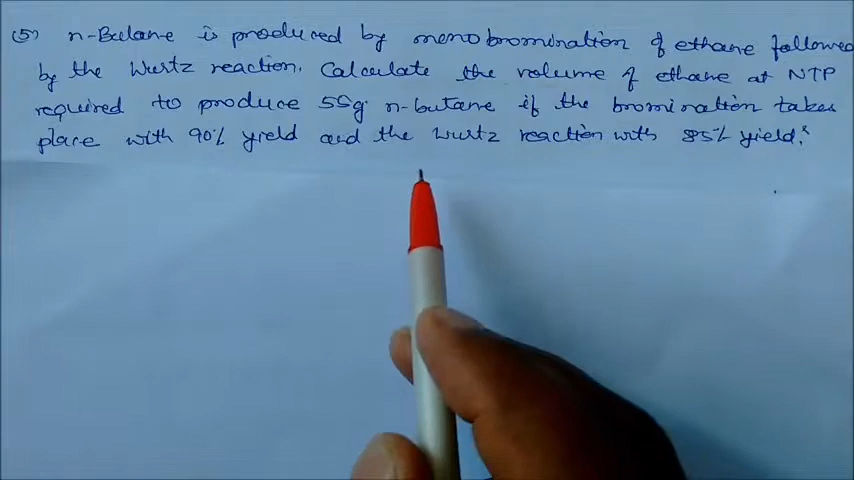 (5) n-Butane is produced by monobromination of ethane followed
by the Wurtz reaction. Calculate the volume of ethane at NTP
required to produce 55g n-butane if the bromination takes
place with 90% yield and the Wurtz reaction with 85% yield.